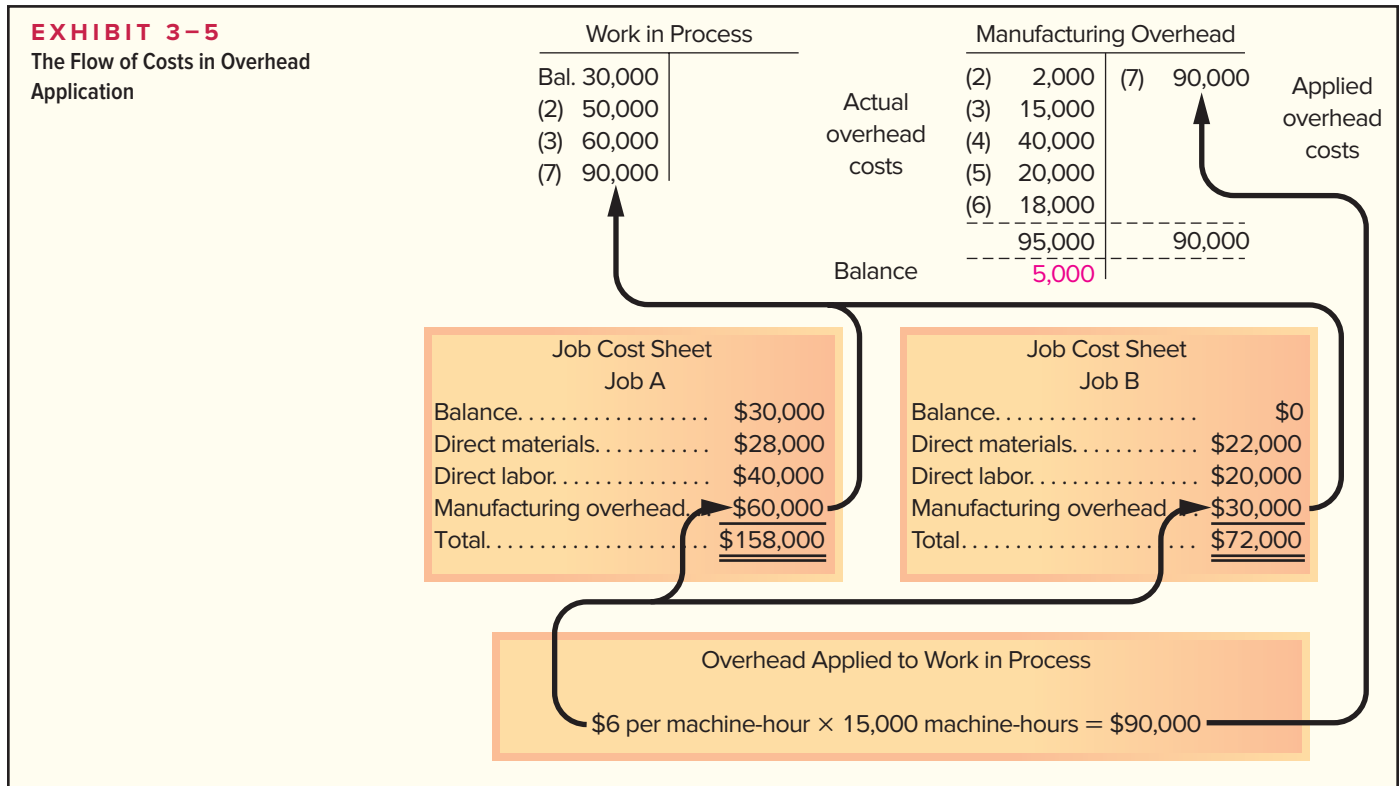 EXHIBIT 3–5
The Flow of Costs in Overhead
Application
Work in Process
Bal. 30,000
(2) 50,000
(3) 60,000
(7) 90,000
Actual
overhead
costs
Manufacturing Overhead
(2) 2,000 (7) 90,000
(3) 15,000
(4) 40,000
(5) 20,000
(6) 18,000
95,000 90,000
Balance 5,000
Applied
overhead
costs
Job Cost Sheet
Job A
Balance. . . . . . . . . . . . . . . . . . $30,000
Direct materials. . . . . . . . . . . $28,000
Direct labor. . . . . . . . . . . . . . . $40,000
Manufacturing overhead. . . $60,000
Total. . . . . . . . . . . . . . . . . . . . . $158,000
Job Cost Sheet
Job B
Balance. . . . . . . . . . . . . . . . . . . $0
Direct materials. . . . . . . . . . . . $22,000
Direct labor. . . . . . . . . . . . . . . . $20,000
Manufacturing overhead . . . $30,000
Total. . . . . . . . . . . . . . . . . . . . . . $72,000
Overhead Applied to Work in Process
$6 per machine-hour × 15,000 machine-hours = $90,000